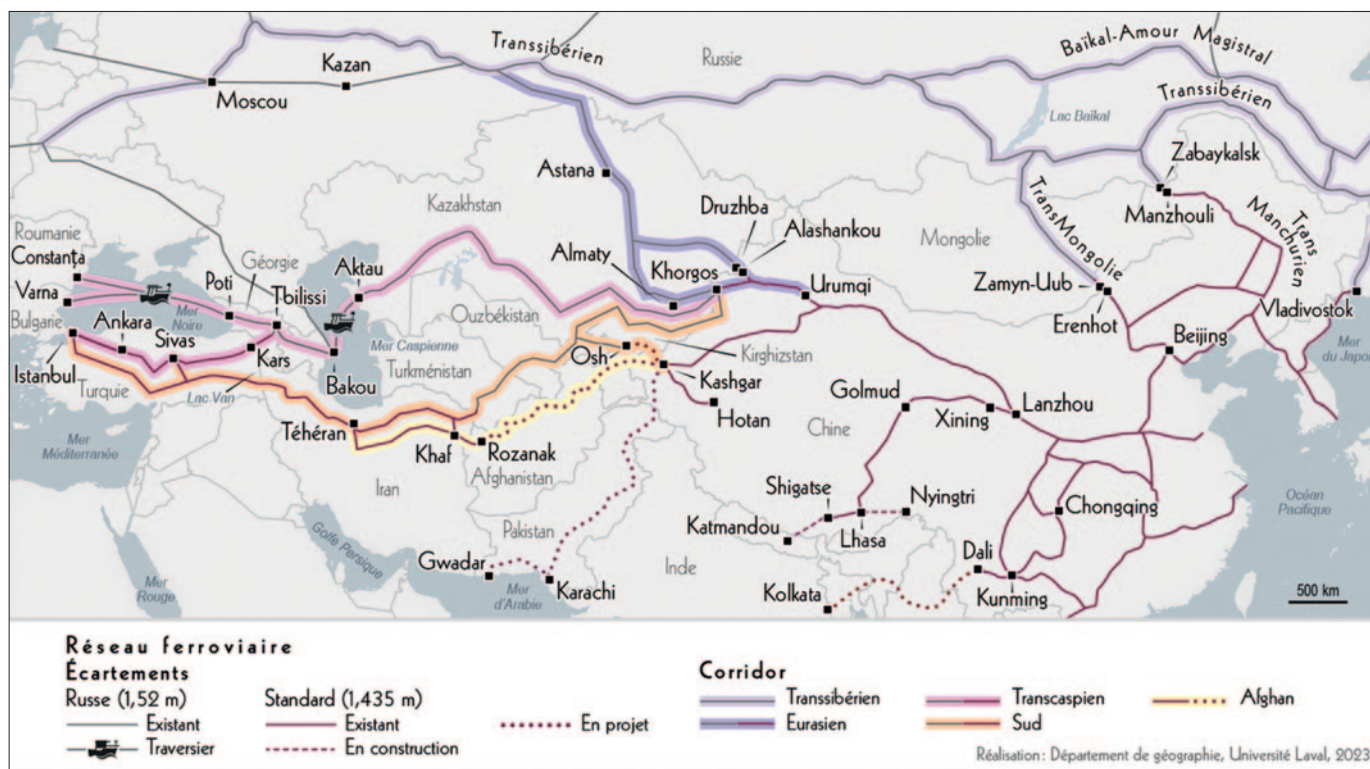 Transsibérien
Russie
Baïkal-Amour Magistral
Kazan
Moscou
Transsibérien
Lac Baïkal
Zabaykalsk
Astana
Manzhouli
Kazakhstan
Druzhba
Alashankou
TransMongolie
Trans Manchurien
Roumanie
Constanţa
Aktau
Almaty
Khorgos
Mongolie
Géorgie
Poti
Tbilissi
Urumqi
Zamyn-Uub
Varna
Mer Noire
Ouzbékistan
Erenhot
Vladivostok
Bulgarie
Ankara
Sivas
Mer Caspienne
Beijing
Mer du Japon
Kars
Osh
Kirghizstan
Istanbul
Bakou
Turkménistan
Kashgar
Turquie
Lac Van
Golmud
Xining
Lanzhou
Hotan
Mer Méditerranée
Téhéran
Khaf
Rozanak
Chine
Afghanistan
Iran
Shigatse
Nyingtri
Chongqing
Océan Pacifique
Pakistan
Katmandou
Lhasa
Golfe Persique
Gwadar
Inde
Dali
Mer Rouge
Mer d'Arabie
Karachi
Kolkata
Kunming
500 km
Réseau ferroviaire
Écartements
Russe (1,52 m)
Existant
Traversier
Standard (1,435 m)
Existant
En construction
En projet
Corridor
Transsibérien
Eurasien
Transcaspien
Sud
Afghan
Réalisation : Département de géographie, Université Laval, 2023